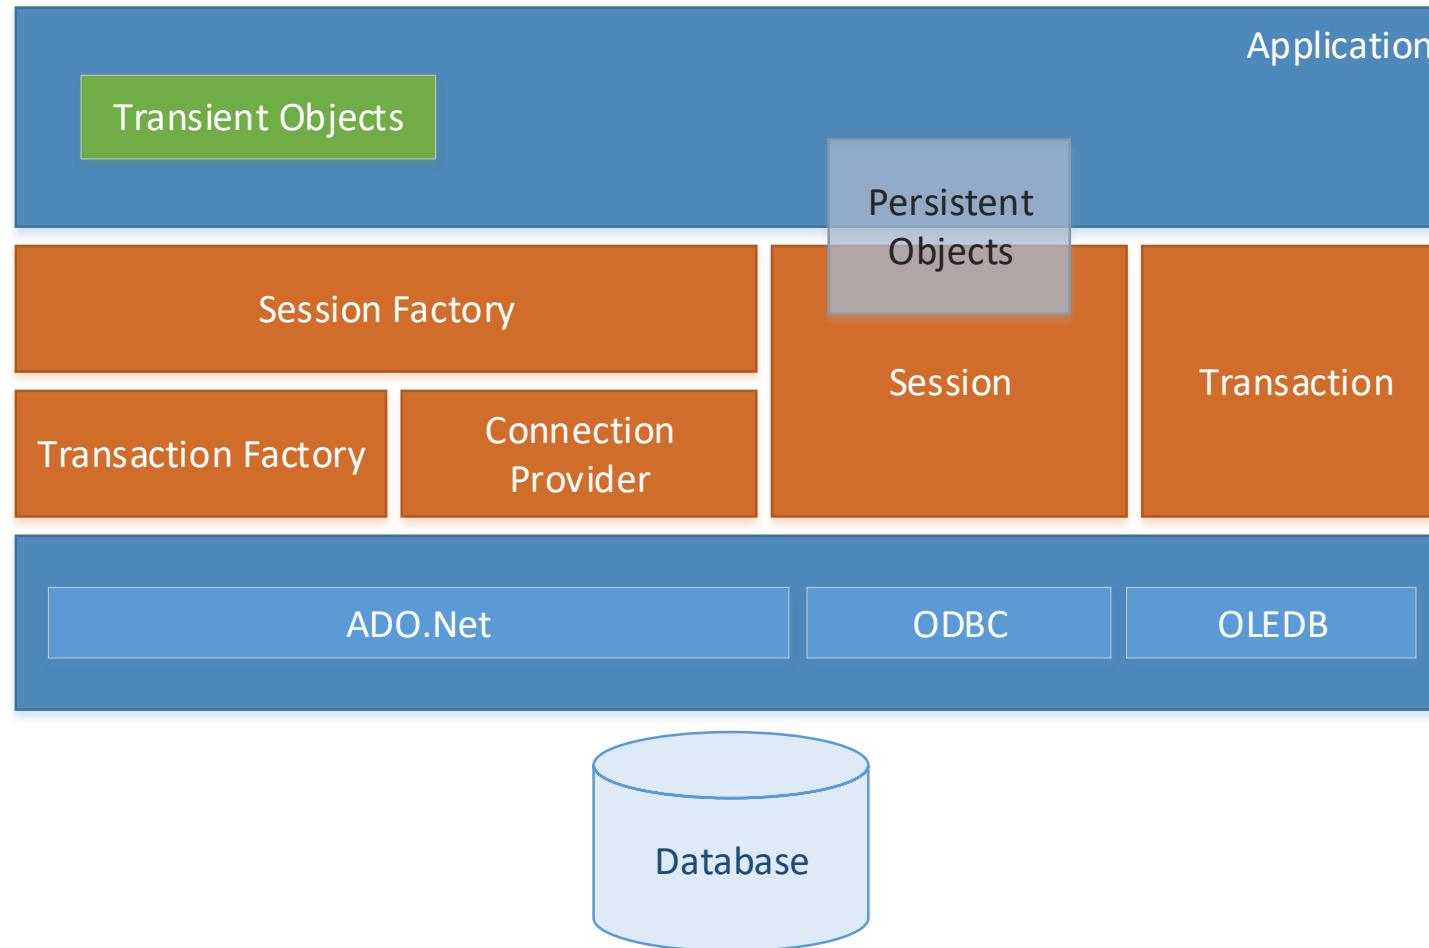 Application
Transient Objects
Persistent
Objects
Session Factory
Session
Transaction
Transaction Factory
Connection
Provider
ADO.Net
ODBC
OLEDB
Database